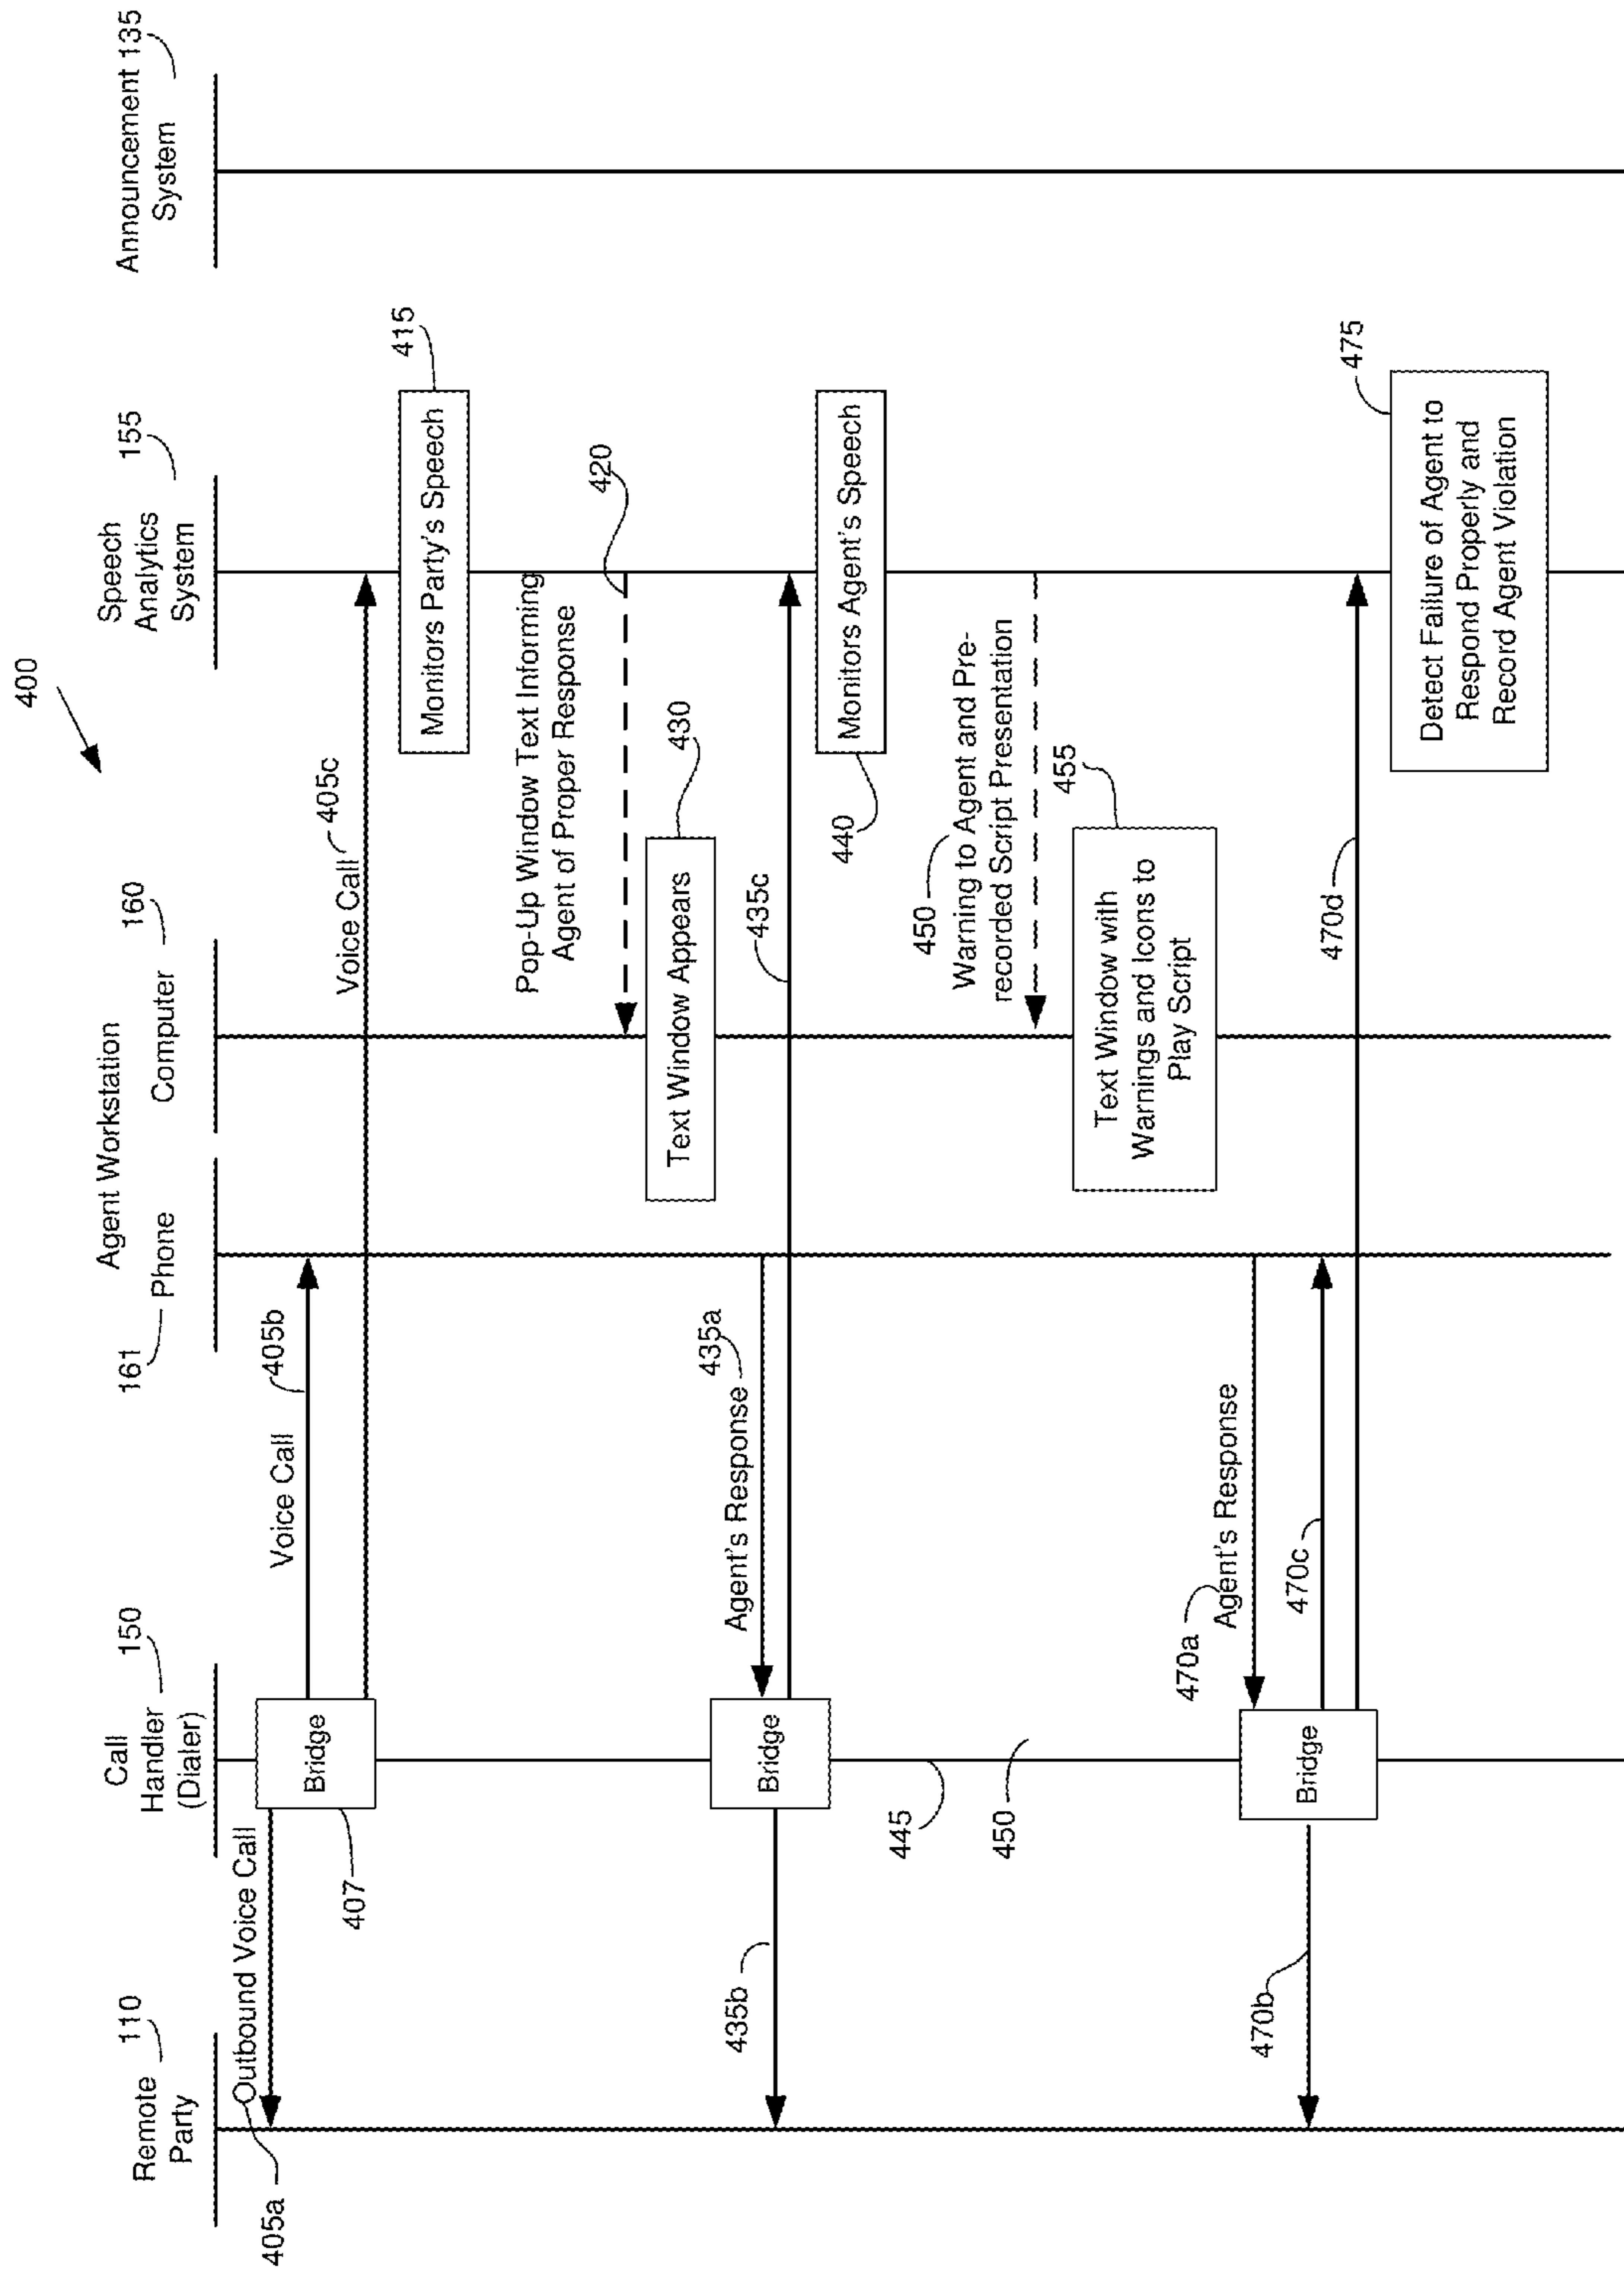 400
Remote
Party
110
Call
Handler
(Dialer)
150
Agent Workstation
161
Phone
Computer
160
Speech
Analytics
System
155
Announcement
System
135
405a
Outbound Voice Call
Bridge
407
Voice Call
405b
Voice Call
405c
Monitors Party's Speech
415
Pop-Up Window Text Informing
Agent of Proper Response
420
Text Window Appears
430
435b
Bridge
Agent's Response
435a
435c
Monitors Agent's Speech
440
445
450
450
Warning to Agent and Pre-
recorded Script Presentation
455
Text Window with
Warnings and Icons to
Play Script
470b
Bridge
470a
Agent's Response
470c
470d
475
Detect Failure of Agent to
Respond Properly and
Record Agent Violation